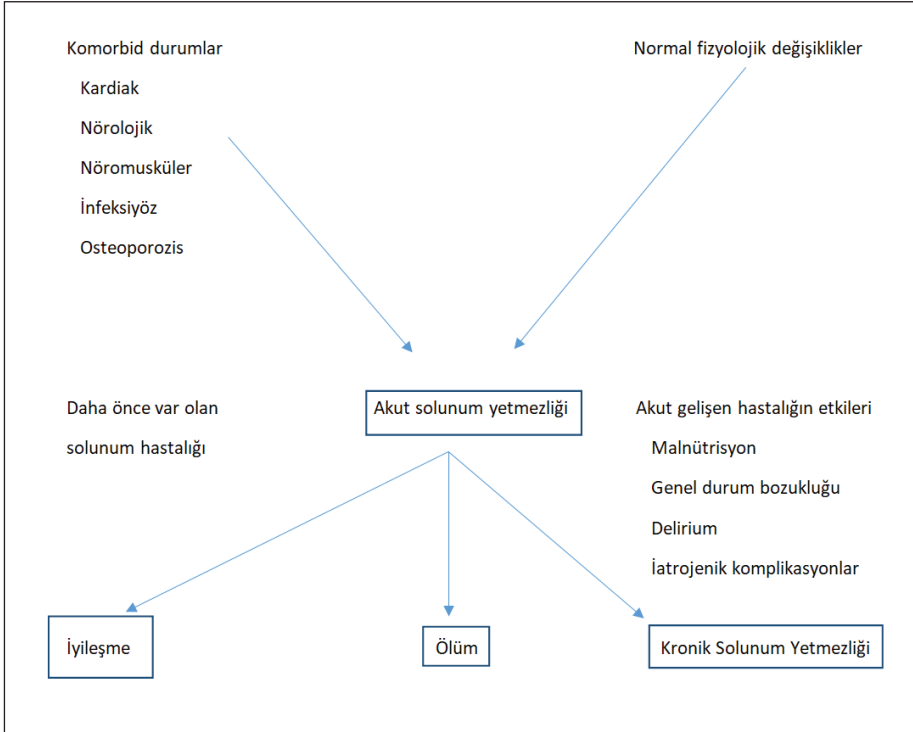 Komorbid durumlar
Kardiak
Nörolojik
Nöromusküler
İnfeksiyöz
Osteoporozis
Normal fizyolojik değişiklikler
Daha önce var olan
solunum hastalığı
Akut solunum yetmezliği
Akut gelişen hastalığın etkileri
Malnütrisyon
Genel durum bozukluğu
Delirium
İatrojenik komplikasyonlar
İyileşme
Ölüm
Kronik Solunum Yetmezliği